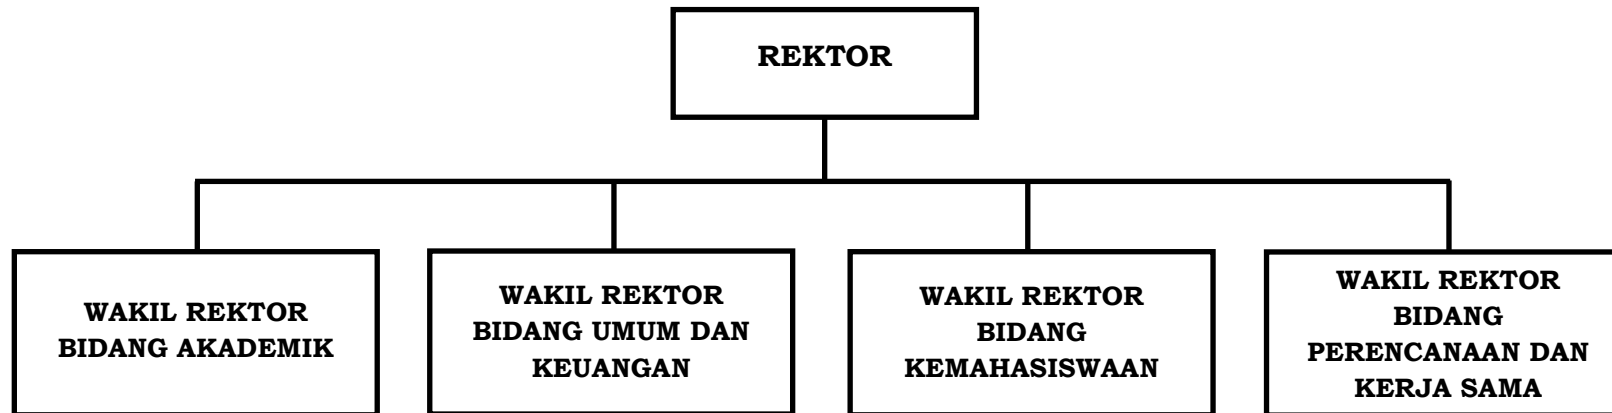 REKTOR
WAKIL REKTOR
BIDANG AKADEMIK
WAKIL REKTOR
BIDANG UMUM DAN
KEUANGAN
WAKIL REKTOR
BIDANG
KEMAHASISWAAN
WAKIL REKTOR
BIDANG
PERENCANAAN DAN
KERJA SAMA